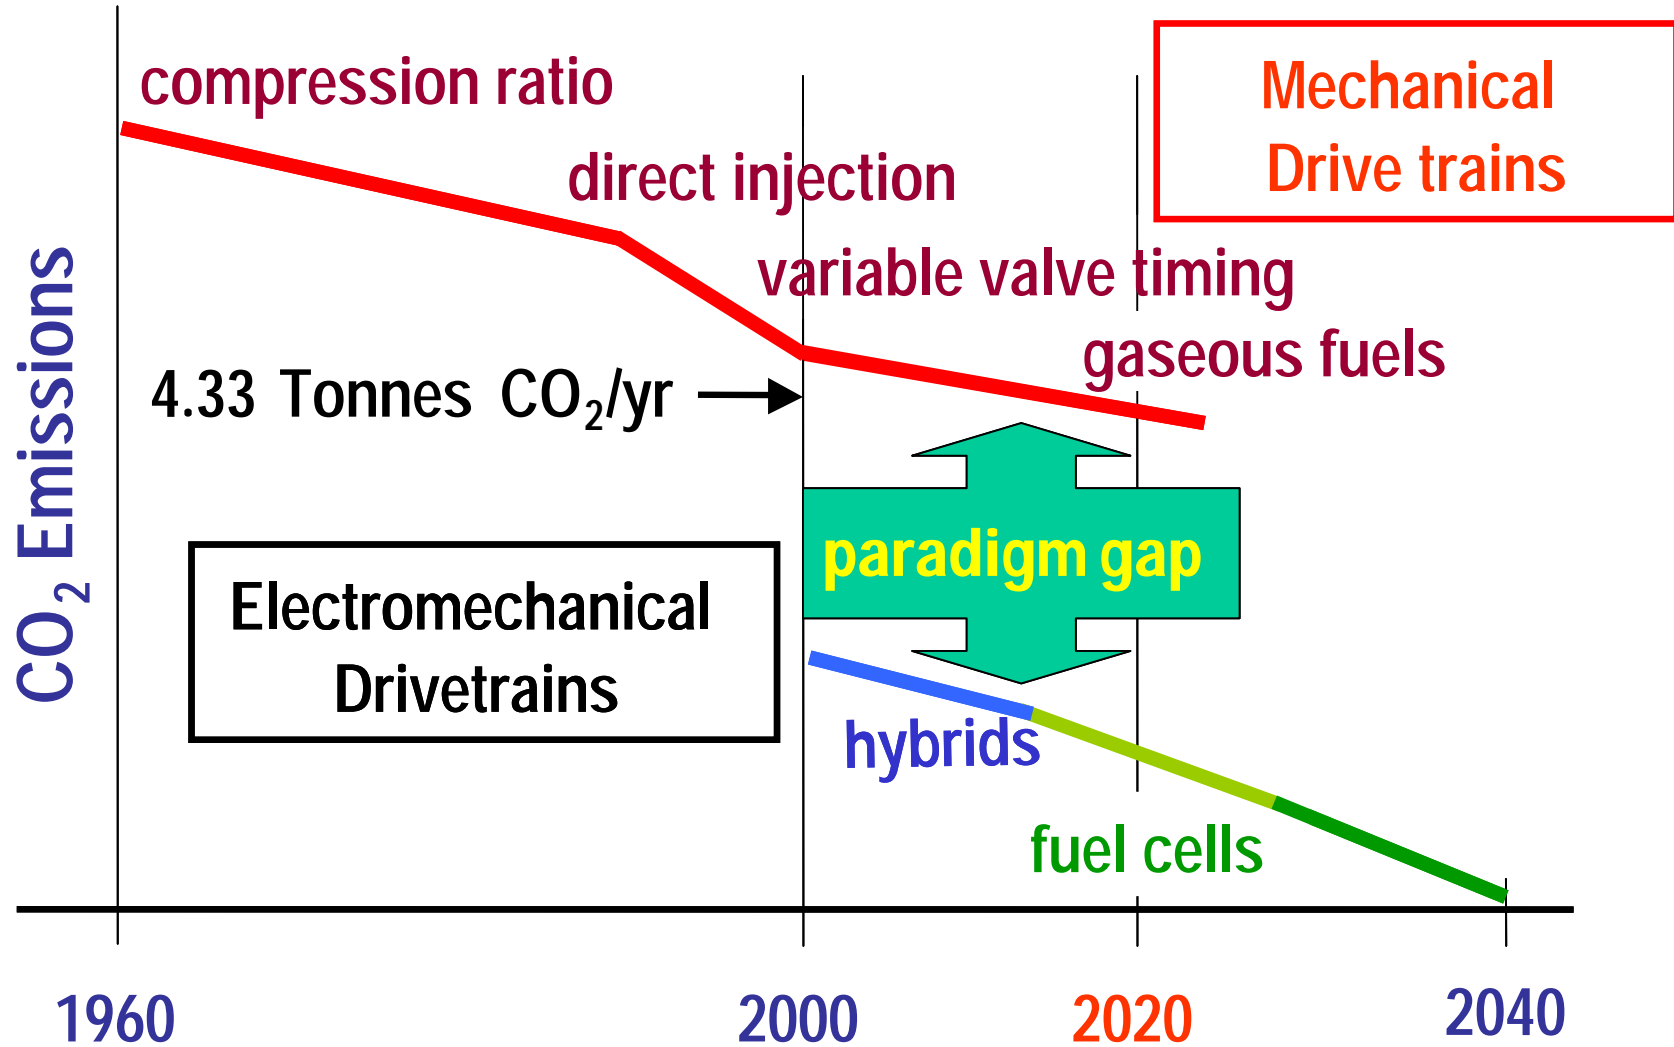 compression ratio
Mechanical
Drive trains
direct injection
variable valve timing
gaseous fuels
4.33 Tonnes CO₂/yr
CO₂ Emissions
paradigm gap
Electromechanical
Drivetrains
hybrids
fuel cells
1960
2000
2020
2040